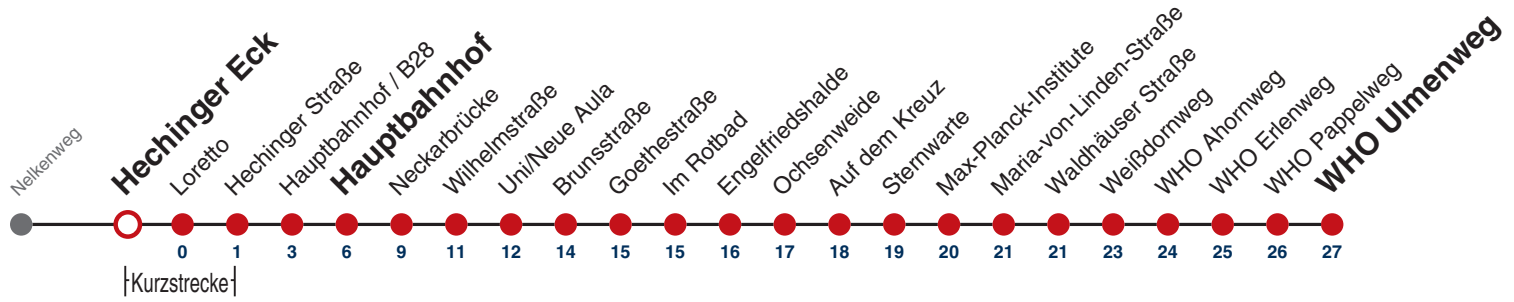 Nelkenweg
Hechinger Eck
Loretto
Hechinger Straße
Hauptbahnhof / B28
Hauptbahnhof
Neckarbrücke
Wilhelmstraße
Uni/Neue Aula
Brunsstraße
Goethestraße
Im Rotbad
Engelfriedshalde
Ochsenweide
Auf dem Kreuz
Sternwarte
Max-Planck-Institute
Maria-von-Linden-Straße
Waldhäuser Straße
Weißdornweg
WHO Ahornweg
WHO Erlenweg
WHO Pappelweg
WHO Ulmenweg
0 1 3 6 9 11 12 14 15 15 16 17 18 19 20 21 21 23 24 25 26 27
Kurzstrecke